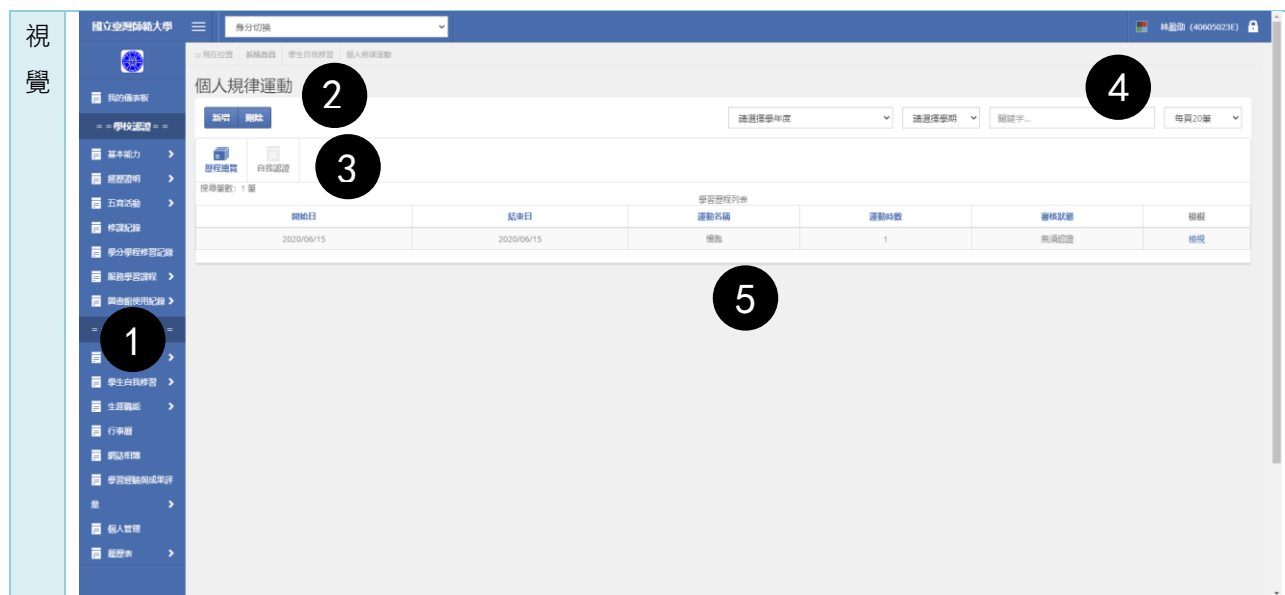 視
覺
國立臺灣師範大學
身分切換
林盈劭 (40605023E)
現在位置 學生自我修習 個人規律運動
個人規律運動
新增 刪除
請選擇學年度
請選擇學期
關鍵字...
每頁20筆
歷程總覽
自我認證
搜尋筆數: 1 筆
學習歷程列表
開始日 結束日 運動名稱 運動時數 審核狀態 檢視
2020/06/15 2020/06/15 慢跑 1 無須認證 檢視
我的儀表板
= = 學校認證 = =
基本能力
經歷證明
五育活動
修課紀錄
學分學程修習記錄
服務學習課程
圖書館使用紀錄
學生自我修習
生涯職能
行事曆
網誌相簿
學習經驗與成果評
量
個人管理
履歷表
1
2
3
4
5